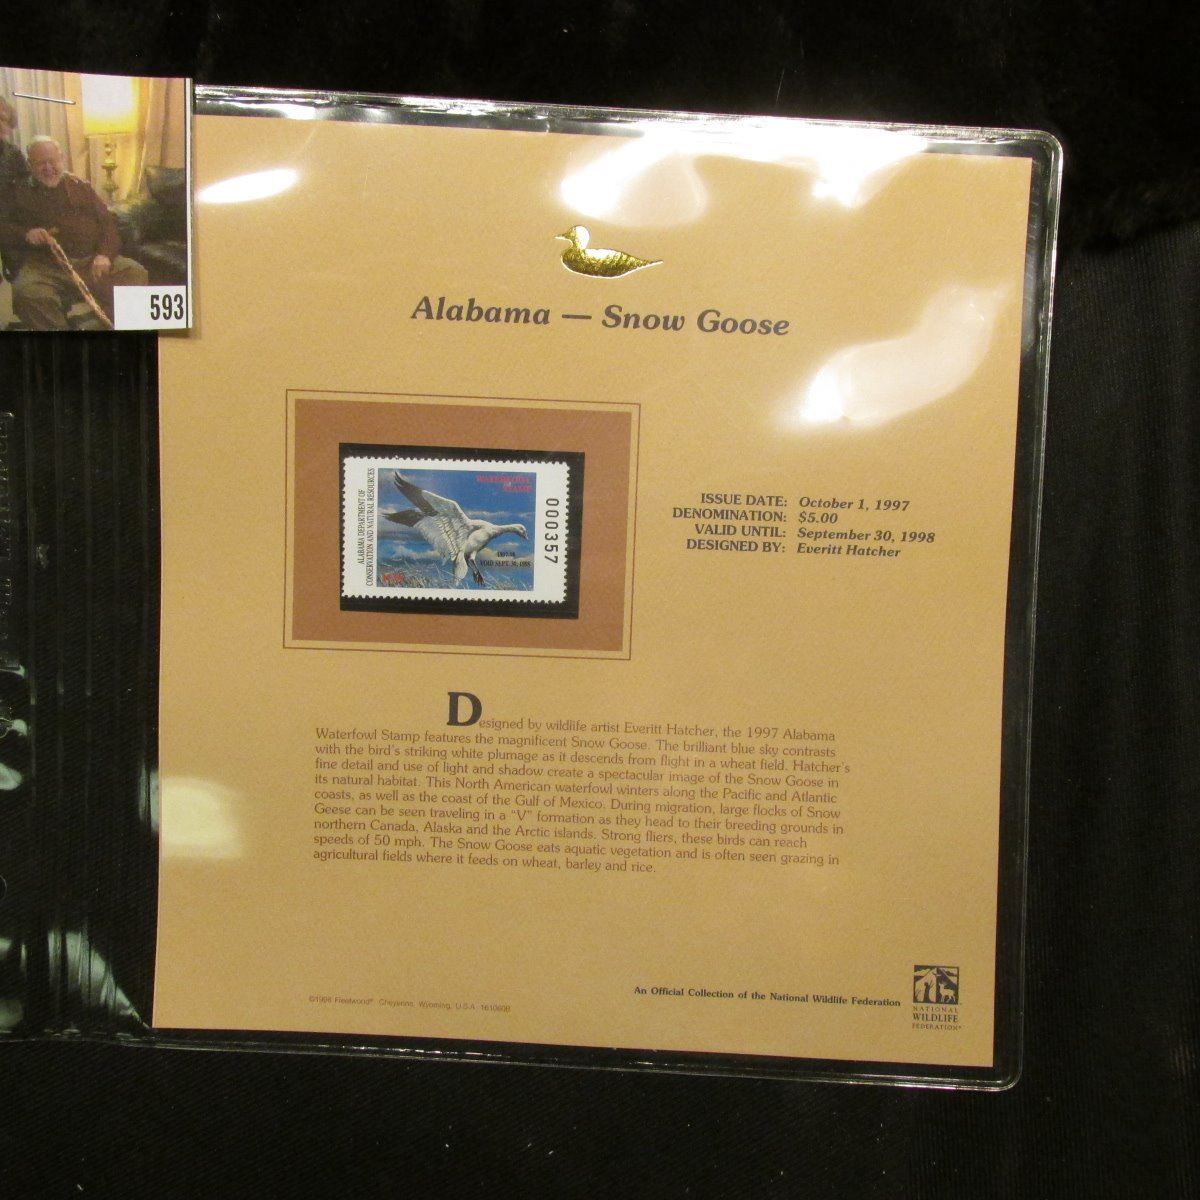 593
Alabama — Snow Goose
ALABAMA DEPARTMENT OF
CONSERVATION AND NATURAL RESOURCES
WATERFOWL
STAMP
000357
1997-98
VOID SEPT. 30, 1998
ISSUE DATE: October 1, 1997
DENOMINATION: $5.00
VALID UNTIL: September 30, 1998
DESIGNED BY: Everitt Hatcher
Designed by wildlife artist Everitt Hatcher, the 1997 Alabama
Waterfowl Stamp features the magnificent Snow Goose. The brilliant blue sky contrasts
with the bird's striking white plumage as it descends from flight in a wheat field. Hatcher's
fine detail and use of light and shadow create a spectacular image of the Snow Goose in
its natural habitat. This North American waterfowl winters along the Pacific and Atlantic
coasts, as well as the coast of the Gulf of Mexico. During migration, large flocks of Snow
Geese can be seen traveling in a "V" formation as they head to their breeding grounds in
northern Canada, Alaska and the Arctic islands. Strong fliers, these birds can reach
speeds of 50 mph. The Snow Goose eats aquatic vegetation and is often seen grazing in
agricultural fields where it feeds on wheat, barley and rice.
©1998 Fleetwood® Cheyenne, Wyoming, U.S.A. 161060B
An Official Collection of the National Wildlife Federation
NATIONAL
WILDLIFE
FEDERATION®